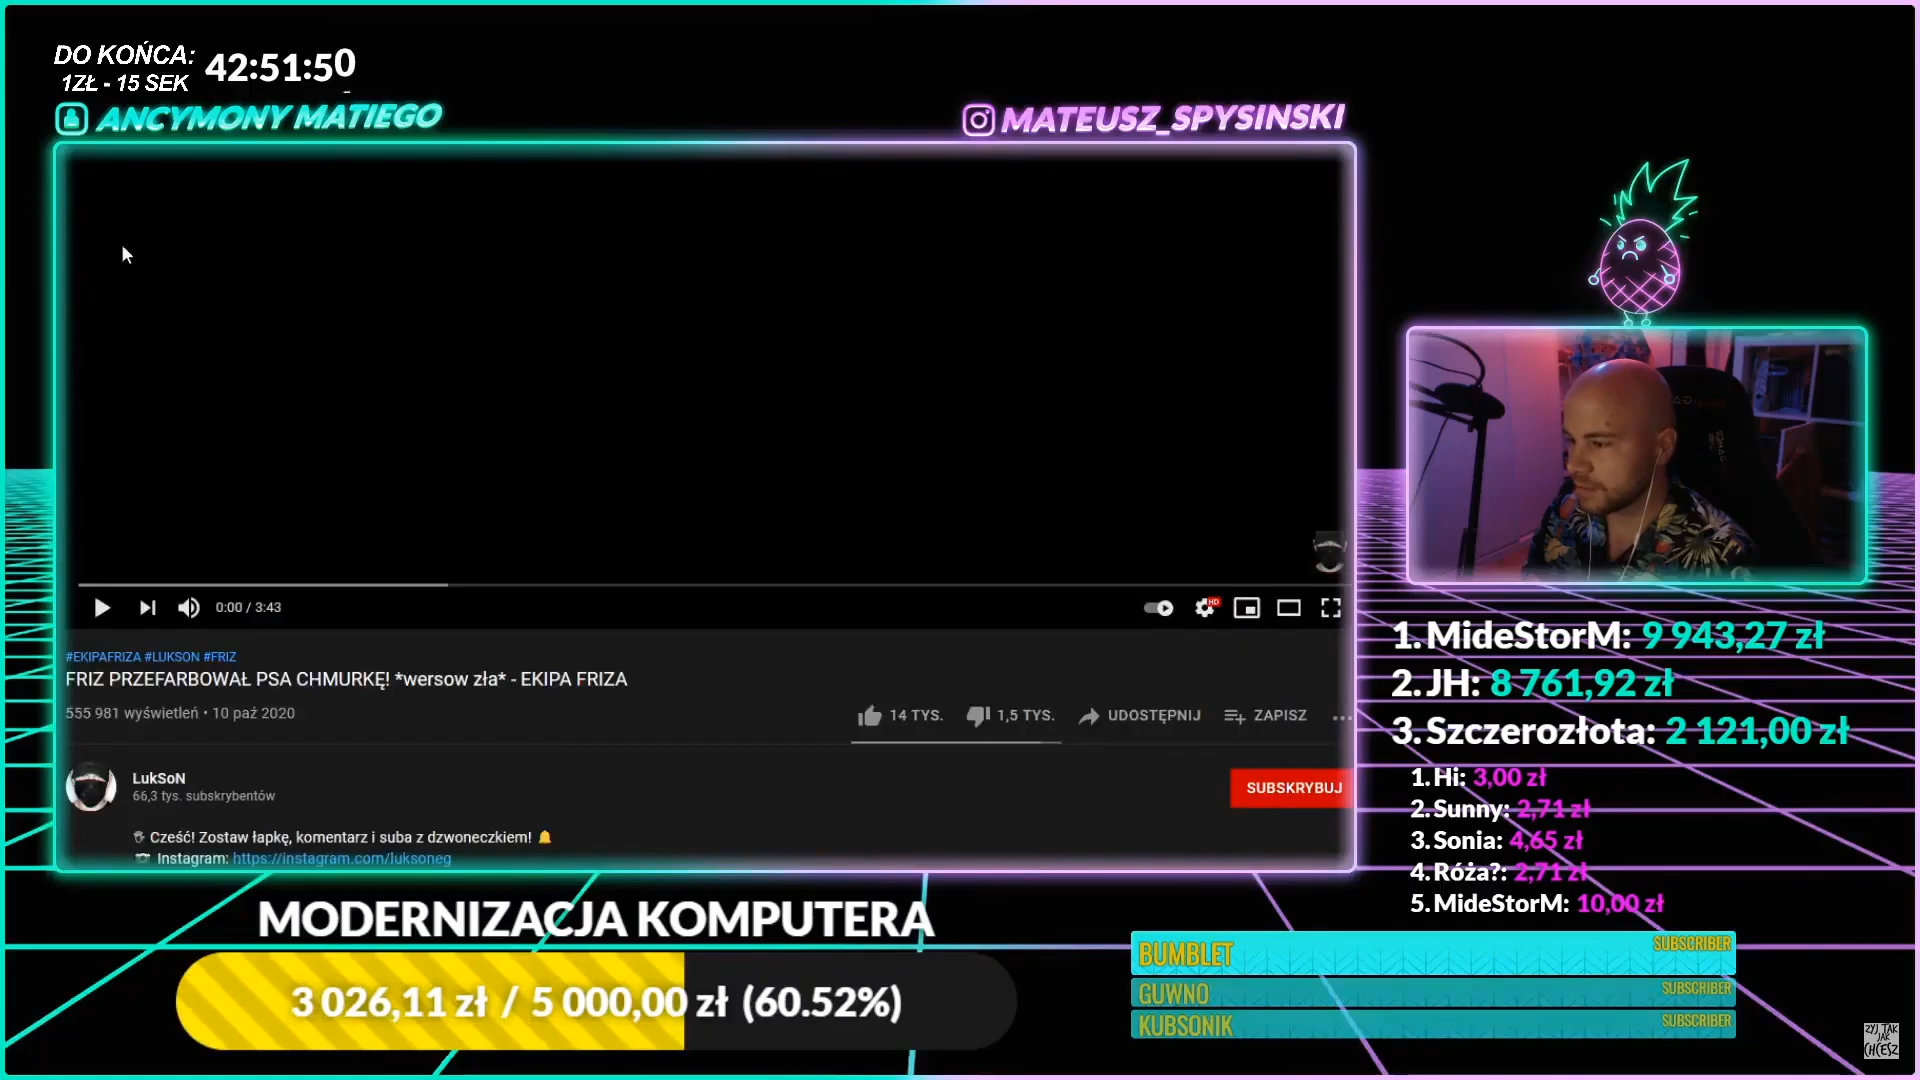 DO KOŃCA:
1ZŁ - 15 SEK
42:51:50
ANCYMONY MATIEGO
MATEUSZ_SPYSINSKI
0:00 / 3:43
HD
#EKIPAFRIZA #LUKSON #FRIZ
FRIZ PRZEFARBOWAŁ PSA CHMURKĘ! *wersow zła* - EKIPA FRIZA
555 981 wyświetleń • 10 paź 2020
14 TYS.
1,5 TYS.
UDOSTĘPNIJ
ZAPISZ
LukSoN
66,3 tys. subskrybentów
SUBSKRYBUJ
Cześć! Zostaw łapkę, komentarz i suba z dzwoneczkiem!
Instagram: https://instagram.com/luksoneg
1. MideStorM: 9 943,27 zł
2. JH: 8 761,92 zł
3. Szczerozłota: 2 121,00 zł
1. Hi: 3,00 zł
2. Sunny: 2,71 zł
3. Sonia: 4,65 zł
4. Róża?: 2,71 zł
5. MideStorM: 10,00 zł
MODERNIZACJA KOMPUTERA
3 026,11 zł / 5 000,00 zł (60.52%)
BUMBLET SUBSCRIBER
GUWNO SUBSCRIBER
KUBSONIK SUBSCRIBER
ŻYJ TAK
JAK
CHCESZ